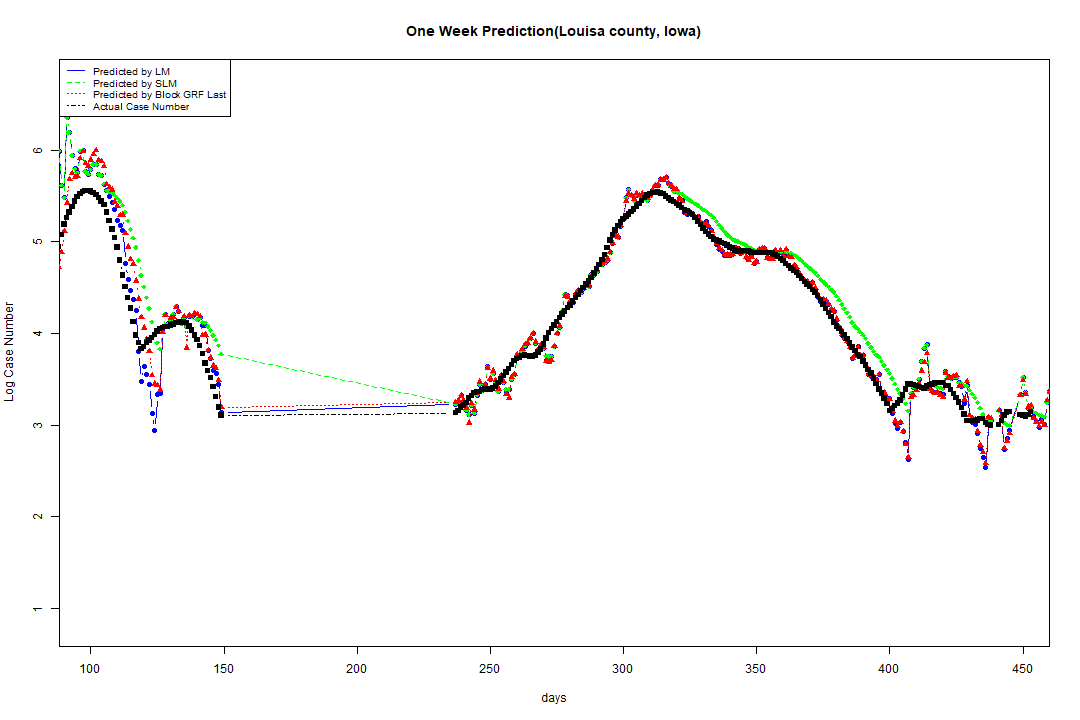 One Week Prediction(Louisa county, Iowa)
Predicted by LM
Predicted by SLM
Predicted by Block GRF Last
Actual Case Number
6
5
4
3
2
1
Log Case Number
100 150 200 250 300 350 400 450
days